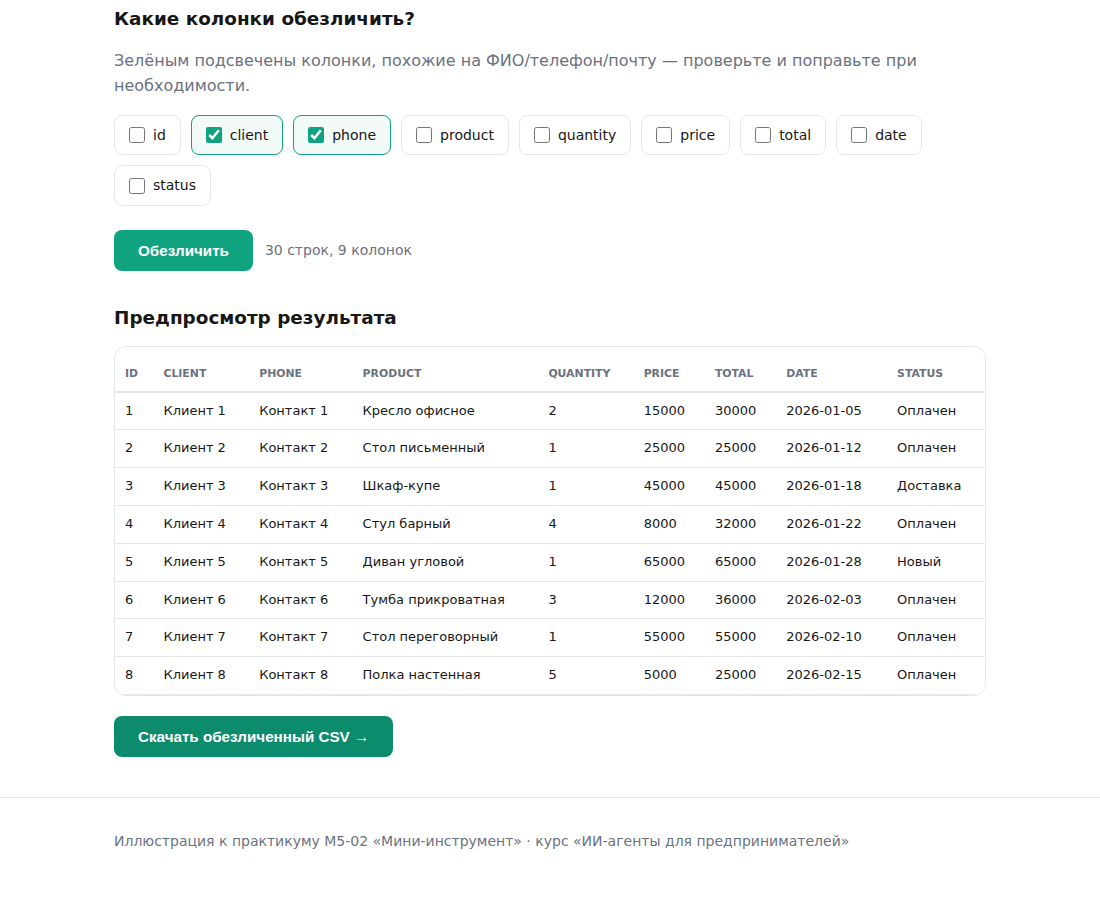 Какие колонки обезличить?
Зелёным подсвечены колонки, похожие на ФИО/телефон/почту — проверьте и поправьте при
необходимости.
id client phone product quantity price total date
status
Обезличить 30 строк, 9 колонок
Предпросмотр результата
ID CLIENT PHONE PRODUCT QUANTITY PRICE TOTAL DATE STATUS
1 Клиент 1 Контакт 1 Кресло офисное 2 15000 30000 2026-01-05 Оплачен
2 Клиент 2 Контакт 2 Стол письменный 1 25000 25000 2026-01-12 Оплачен
3 Клиент 3 Контакт 3 Шкаф-купе 1 45000 45000 2026-01-18 Доставка
4 Клиент 4 Контакт 4 Стул барный 4 8000 32000 2026-01-22 Оплачен
5 Клиент 5 Контакт 5 Диван угловой 1 65000 65000 2026-01-28 Новый
6 Клиент 6 Контакт 6 Тумба прикроватная 3 12000 36000 2026-02-03 Оплачен
7 Клиент 7 Контакт 7 Стол переговорный 1 55000 55000 2026-02-10 Оплачен
8 Клиент 8 Контакт 8 Полка настенная 5 5000 25000 2026-02-15 Оплачен
Скачать обезличенный CSV →
Иллюстрация к практикуму М5-02 «Мини-инструмент» · курс «ИИ-агенты для предпринимателей»